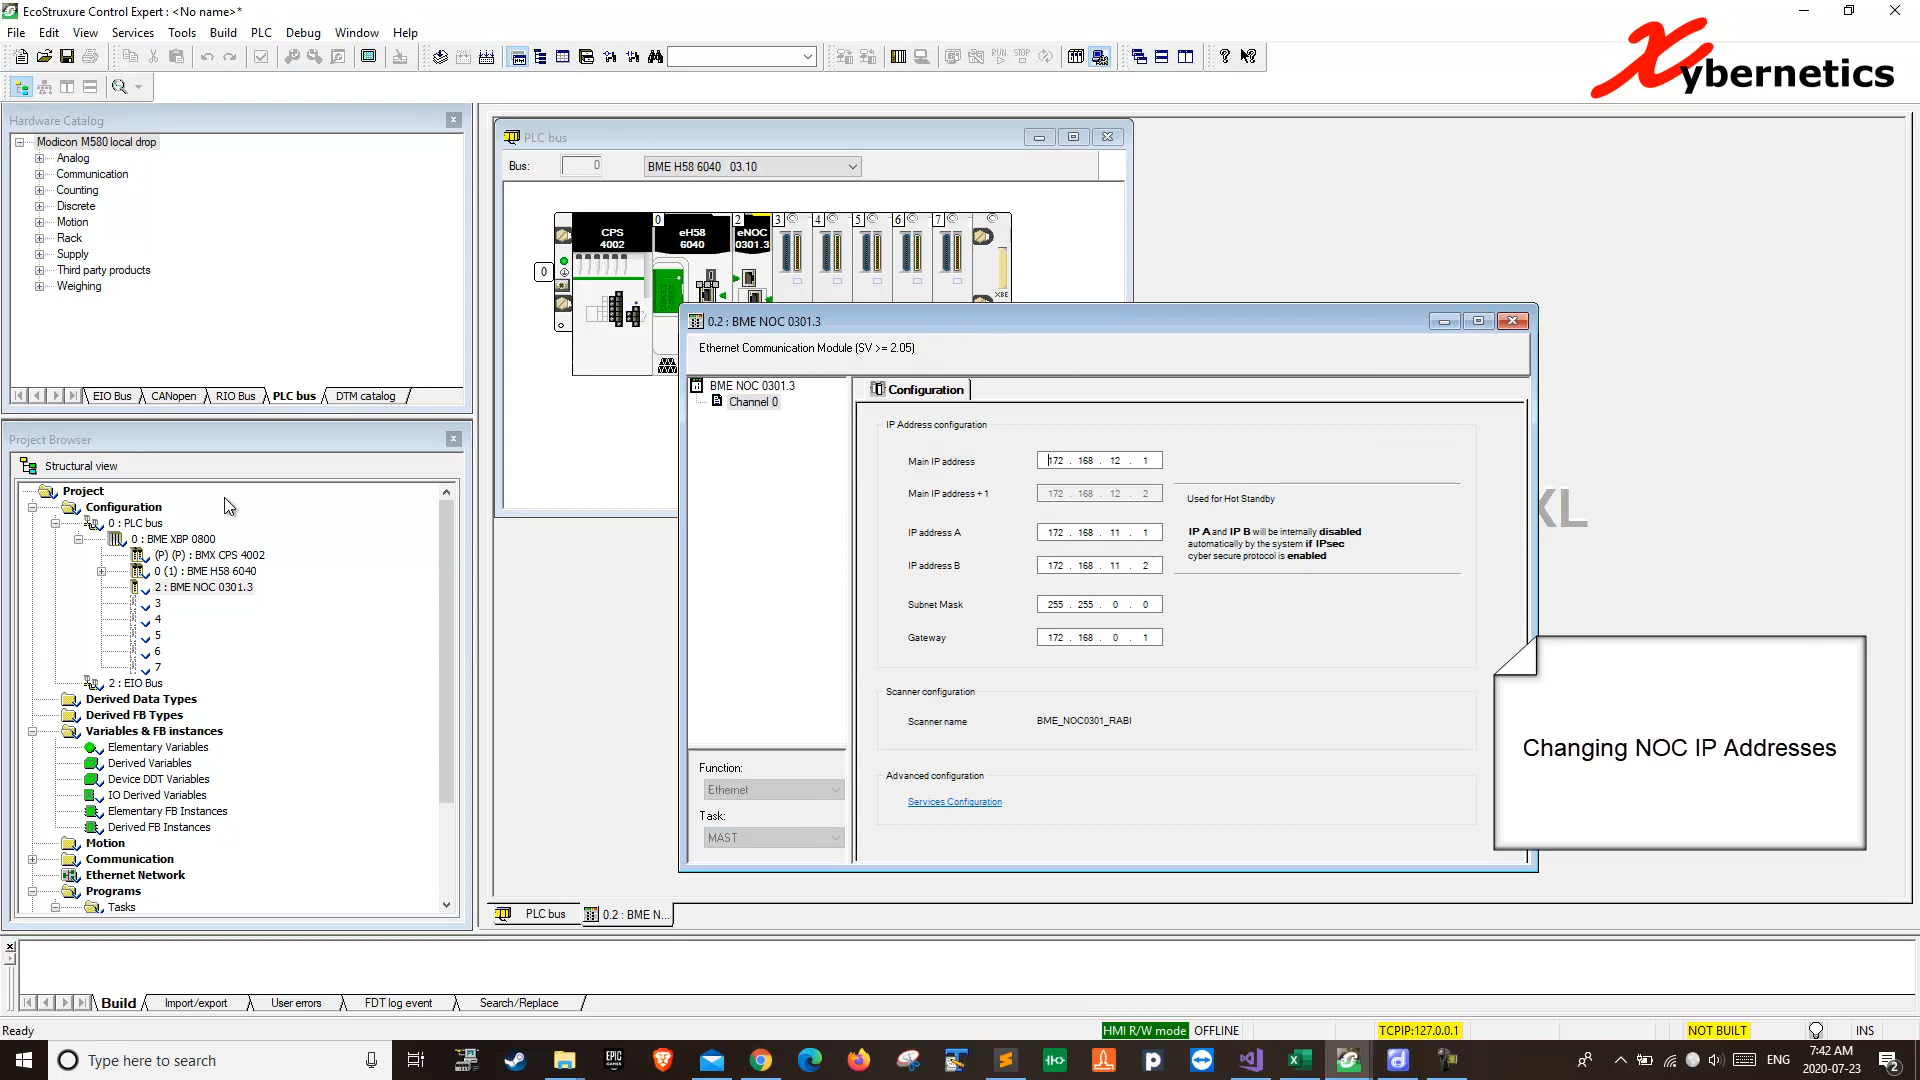 EcoStruxure Control Expert : <No name>*
File Edit View Services Tools Build PLC Debug Window Help
Xybernetics
Hardware Catalog
Modicon M580 local drop
Analog
Communication
Counting
Discrete
Motion
Rack
Supply
Third party products
Weighing
EIO Bus CANopen RIO Bus PLC bus DTM catalog
Project Browser
Structural view
Project
Configuration
0 : PLC bus
0 : BME XBP 0800
(P) (P) : BMX CPS 4002
0 (1) : BME H58 6040
2 : BME NOC 0301.3
3
4
5
6
7
2 : EIO Bus
Derived Data Types
Derived FB Types
Variables & FB instances
Elementary Variables
Derived Variables
Device DDT Variables
IO Derived Variables
Elementary FB Instances
Derived FB Instances
Motion
Communication
Ethernet Network
Programs
Tasks
PLC bus
Bus: 0 BME H58 6040 03.10
0 2 3 4 5 6 7
CPS 4002
eH58 6040
eNOC 0301.3
0
XBE
0.2 : BME NOC 0301.3
Ethernet Communication Module (SV >= 2.05)
BME NOC 0301.3
Channel 0
Function:
Ethernet
Task:
MAST
Configuration
IP Address configuration
Main IP address 172 . 168 . 12 . 1
Main IP address + 1 172 . 168 . 12 . 2
Used for Hot Standby
IP address A 172 . 168 . 11 . 1
IP A and IP B will be internally disabled
automatically by the system if IPsec
cyber secure protocol is enabled
IP address B 172 . 168 . 11 . 2
Subnet Mask 255 . 255 . 0 . 0
Gateway 172 . 168 . 0 . 1
Scanner configuration
Scanner name BME_NOC0301_RABI
Advanced configuration
Services Configuration
XL
Changing NOC IP Addresses
PLC bus 0.2 : BME N...
Build Import/export User errors FDT log event Search/Replace
Ready HMI R/W mode OFFLINE TCPIP:127.0.0.1 NOT BUILT INS
Type here to search
ENG
7:42 AM
2020-07-23
2